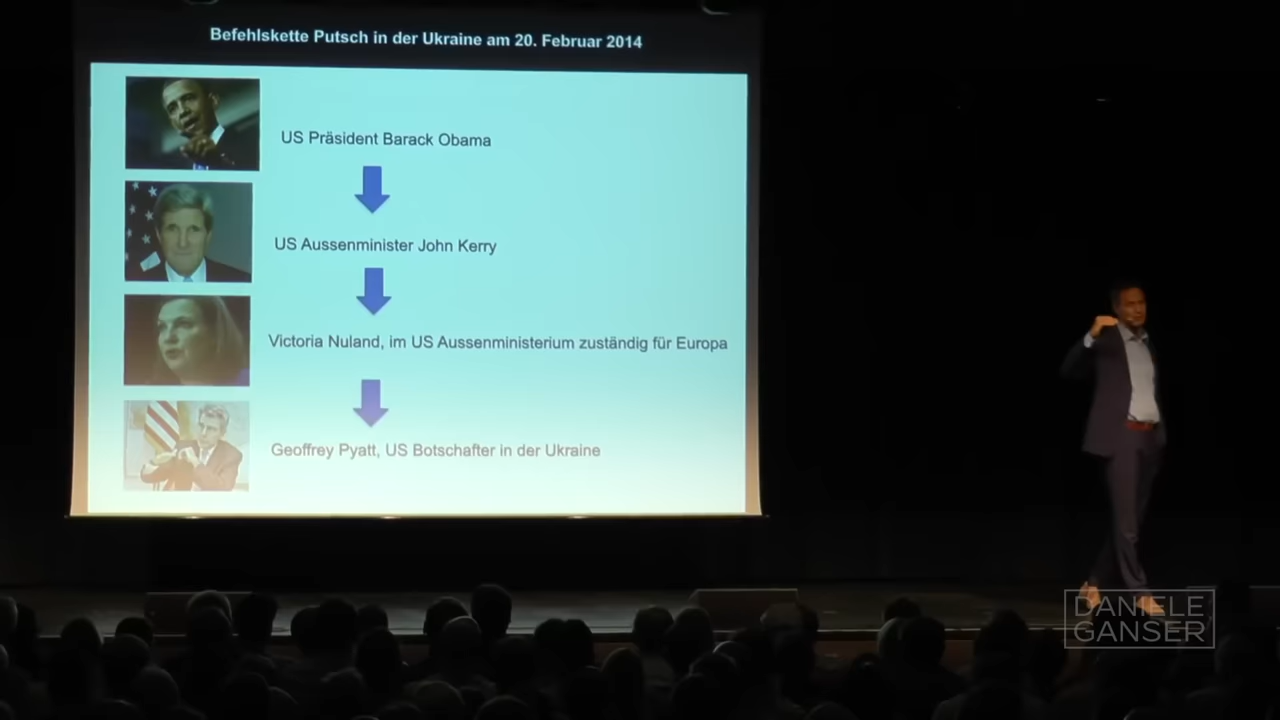 Befehlskette Putsch in der Ukraine am 20. Februar 2014
US Präsident Barack Obama
US Aussenminister John Kerry
Victoria Nuland, im US Aussenministerium zuständig für Europa
Geoffrey Pyatt, US Botschafter in der Ukraine
DANIELE
GANSER